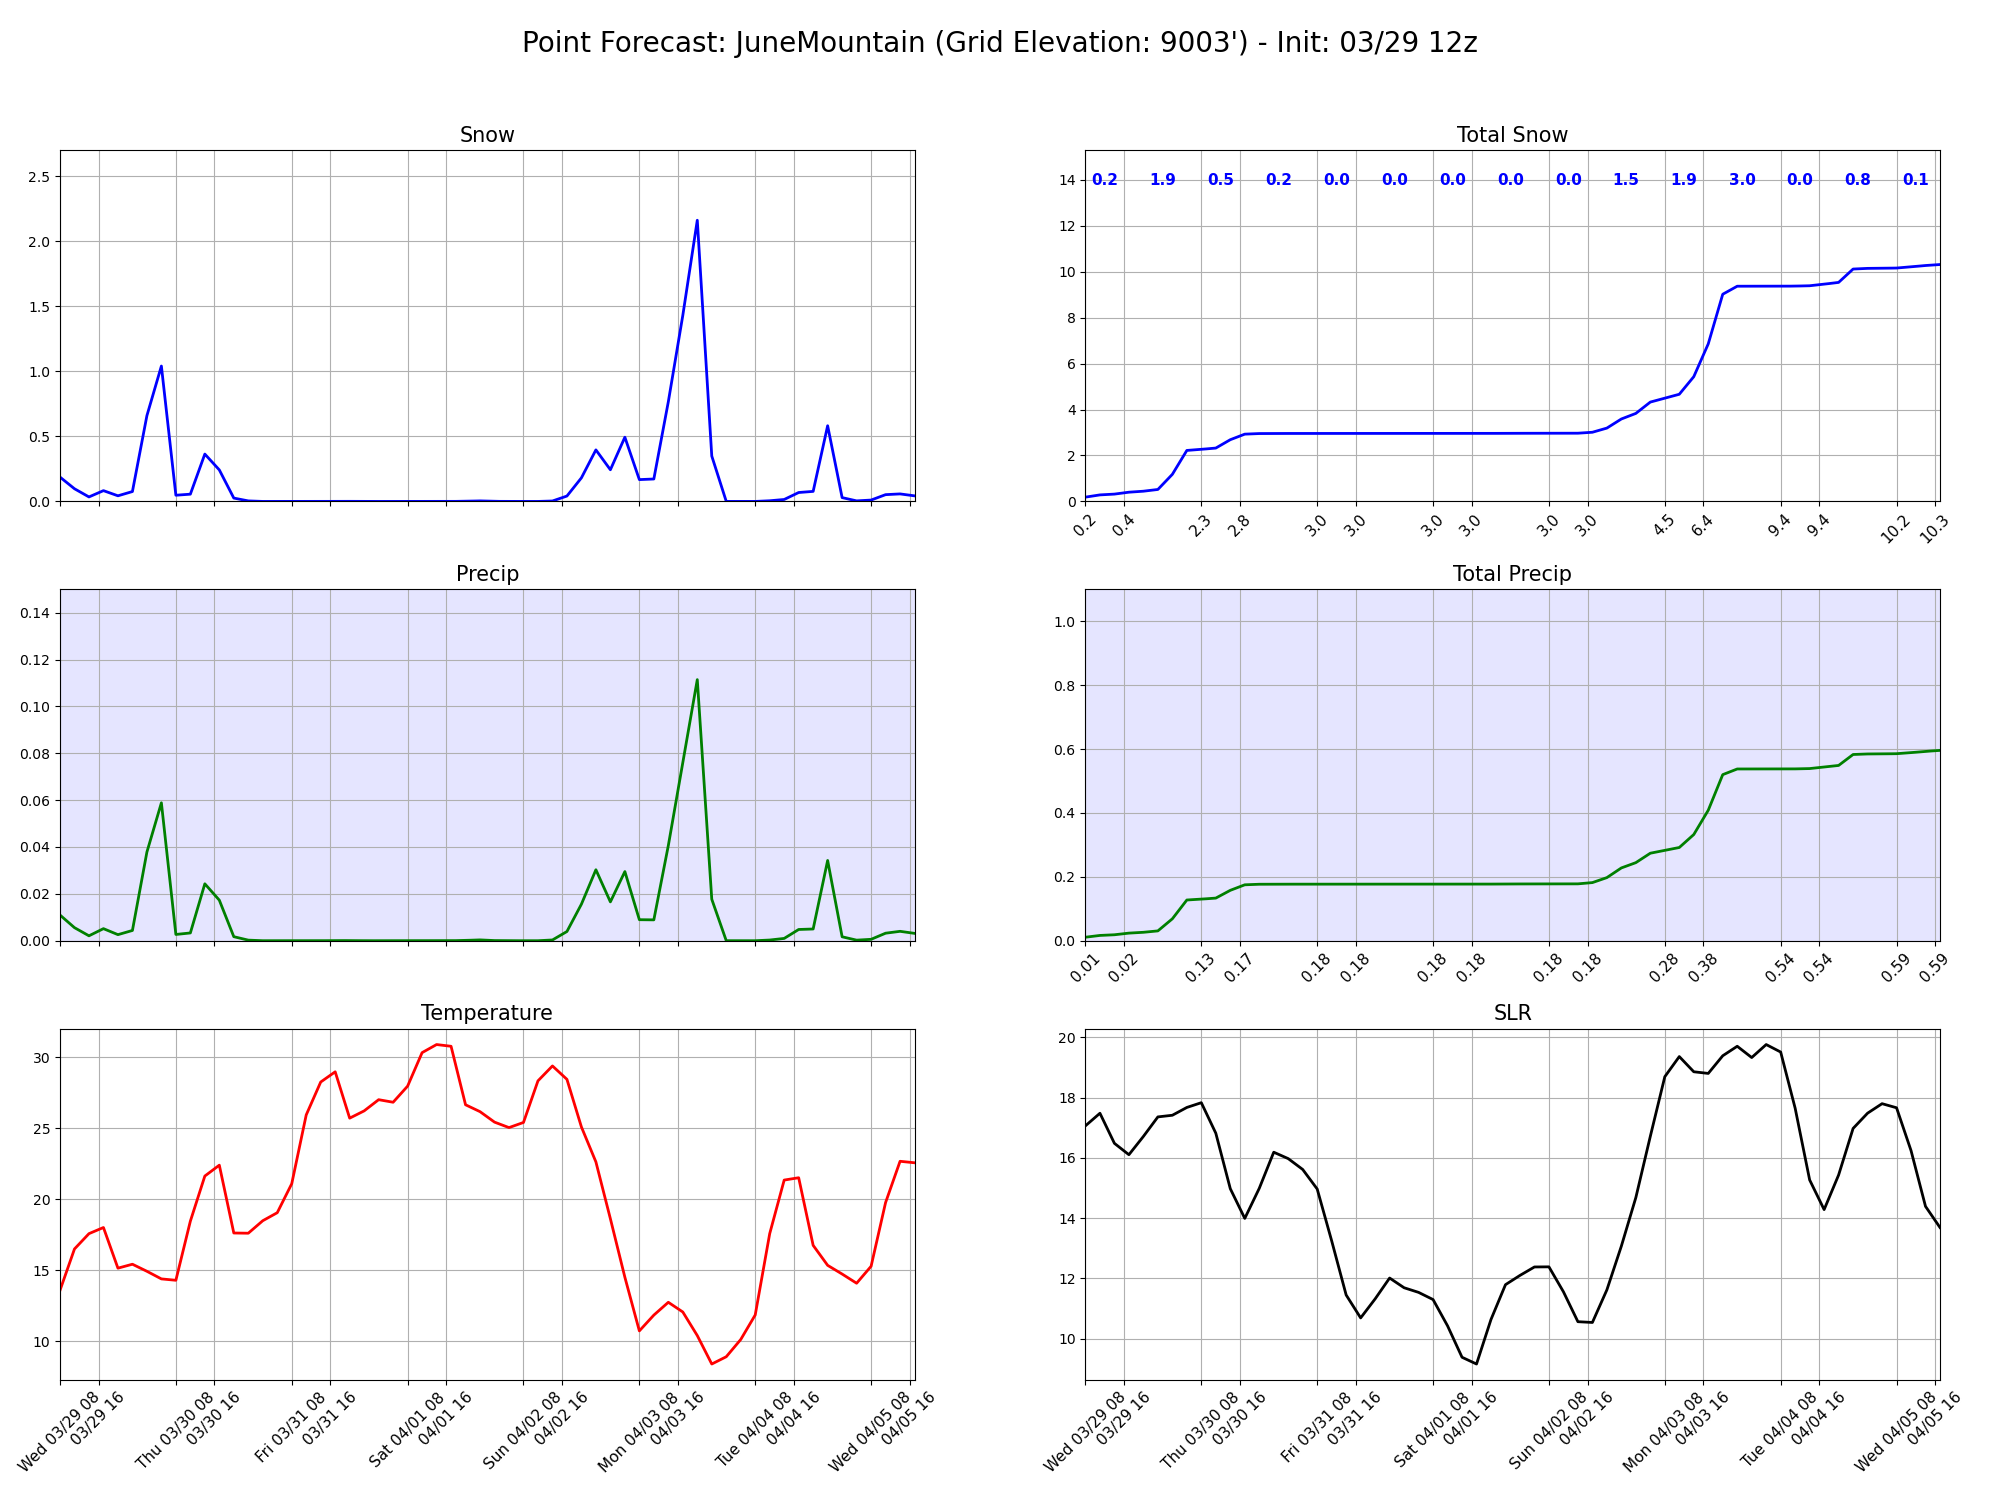 Point Forecast: JuneMountain (Grid Elevation: 9003') - Init: 03/29 12z
Snow
2.5
2.0
1.5
1.0
0.5
0.0
Total Snow
0.2 1.9 0.5 0.2 0.0 0.0 0.0 0.0 0.0 1.5 1.9 3.0 0.0 0.8 0.1
14
12
10
8
6
4
2
0
0.2 0.4 2.3 2.8 3.0 3.0 3.0 3.0 3.0 3.0 4.5 6.4 9.4 9.4 10.2 10.3
Precip
0.14
0.12
0.10
0.08
0.06
0.04
0.02
0.00
Total Precip
1.0
0.8
0.6
0.4
0.2
0.0
0.01 0.02 0.13 0.17 0.18 0.18 0.18 0.18 0.18 0.18 0.28 0.38 0.54 0.54 0.59 0.59
Temperature
30
25
20
15
10
Wed 03/29 08
03/29 16
Thu 03/30 08
03/30 16
Fri 03/31 08
03/31 16
Sat 04/01 08
04/01 16
Sun 04/02 08
04/02 16
Mon 04/03 08
04/03 16
Tue 04/04 08
04/04 16
Wed 04/05 08
04/05 16
SLR
20
18
16
14
12
10
Wed 03/29 08
03/29 16
Thu 03/30 08
03/30 16
Fri 03/31 08
03/31 16
Sat 04/01 08
04/01 16
Sun 04/02 08
04/02 16
Mon 04/03 08
04/03 16
Tue 04/04 08
04/04 16
Wed 04/05 08
04/05 16